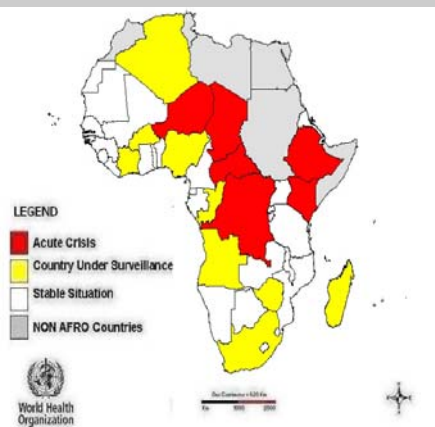 LEGEND
Acute Crisis
Country Under Surveillance
Stable Situation
NON AFRO Countries
World Health
Organization